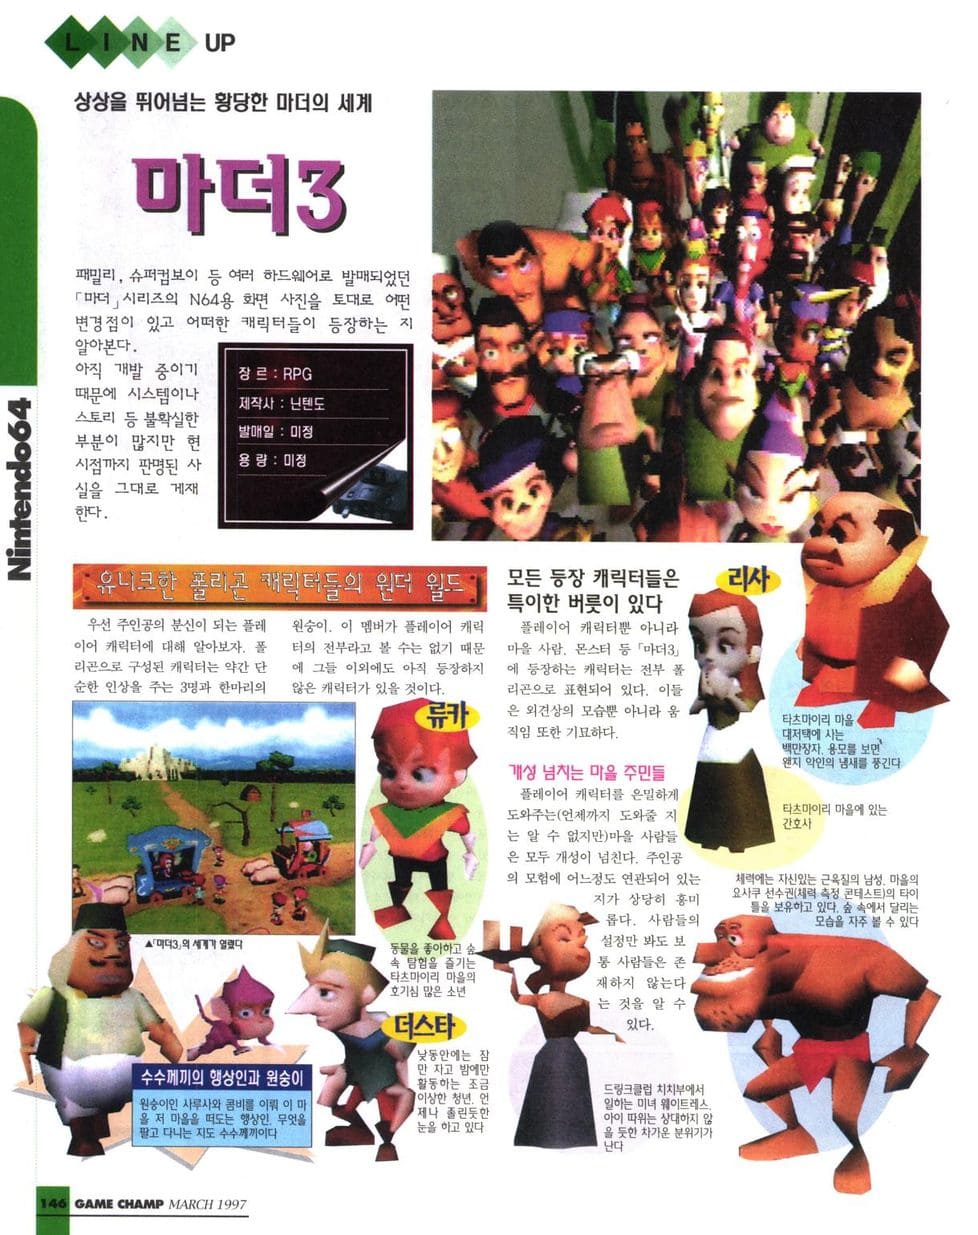 LINE UP
상상을 뛰어넘는 황당한 마더의 세계
마더3
패밀리, 슈퍼컴보이 등 여러 하드웨어로 발매되었던
「마더」시리즈의 N64용 화면 사진을 토대로 어떤
변경점이 있고 어떠한 캐릭터들이 등장하는 지
알아본다.
아직 개발 중이기
때문에 시스템이나
스토리 등 불확실한
부분이 많지만 현
시점까지 판명된 사
실을 그대로 게재
한다.
장 르 : RPG
제작사 : 닌텐도
발매일 : 미정
용 량 : 미정
Nintendo64
유니크한 폴리곤 캐릭터들의 원더 월드
우선 주인공의 분신이 되는 플레
이어 캐릭터에 대해 알아보자. 폴
리곤으로 구성된 캐릭터는 약간 단
순한 인상을 주는 3명과 한마리의
원숭이. 이 멤버가 플레이어 캐릭
터의 전부라고 볼 수는 없기 때문
에 그들 이외에도 아직 등장하지
않은 캐릭터가 있을 것이다.
▲「마더3」의 세계가 열렸다
류카
동물을 좋아하고 숲
속 탐험을 즐기는
타츠마이리 마을의
호기심 많은 소년
더스타
낮동안에는 잠
만 자고 밤에만
활동하는 조금
이상한 청년. 언
제나 졸린듯한
눈을 하고 있다
수수께끼의 행상인과 원숭이
원숭이인 사루사와 콤비를 이뤄 이 마
을 저 마을을 떠도는 행상인. 무엇을
팔고 다니는 지도 수수께끼이다
모든 등장 캐릭터들은
특이한 버릇이 있다
플레이어 캐릭터뿐 아니라
마을 사람, 몬스터 등 「마더3」
에 등장하는 캐릭터는 전부 폴
리곤으로 표현되어 있다. 이들
은 외견상의 모습뿐 아니라 움
직임 또한 기묘하다.
개성 넘치는 마을 주민들
플레이어 캐릭터를 은밀하게
도와주는(언제까지 도와줄 지
는 알 수 없지만)마을 사람들
은 모두 개성이 넘친다. 주인공
의 모험에 어느정도 연관되어 있는
지가 상당히 흥미
롭다. 사람들의
설정만 봐도 보
통 사람들은 존
재하지 않는다
는 것을 알 수
있다.
리사
타츠마이리 마을
대저택에 사는
백만장자. 용모를 보면
왠지 악인의 냄새를 풍긴다
타츠마이리 마을에 있는
간호사
체력에는 자신있는 근육질의 남성. 마을의
요사쿠 선수권(체력 측정 콘테스트)의 타이
틀을 보유하고 있다. 숲 속에서 달리는
모습을 자주 볼 수 있다
드링크클럽 치치부에서
일하는 미녀 웨이트레스.
아이 따위는 상대하지 않
을 듯한 차가운 분위기가
난다
146 GAME CHAMP MARCH 1997